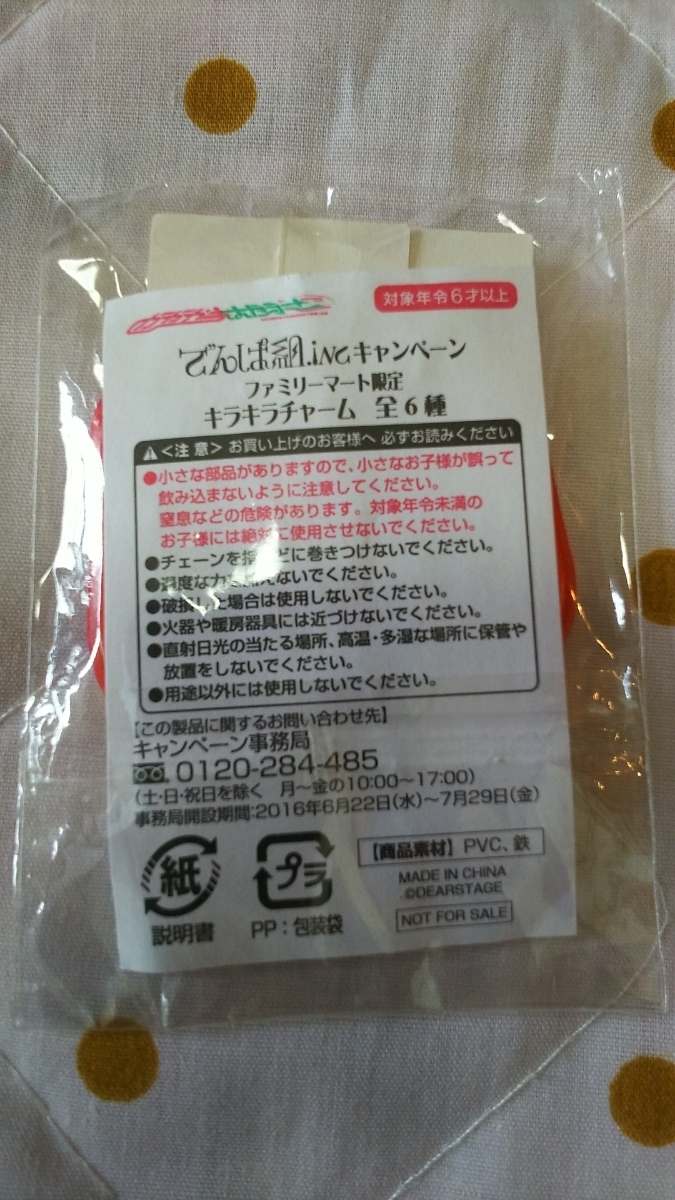 対象年令6才以上
でんぱ組.incキャンペーン
ファミリーマート限定
キラキラチャーム 全6種
<注意> お買い上げのお客様へ 必ずお読みください
●小さな部品がありますので、小さなお子様が誤って
飲み込まないように注意してください。
窒息などの危険があります。対象年令未満の
お子様には絶対に使用させないでください。
●チェーンを指などに巻きつけないでください。
●過度な力を加えないでください。
●破損した場合は使用しないでください。
●火器や暖房器具には近づけないでください。
●直射日光の当たる場所、高温・多湿な場所に保管や
放置をしないでください。
●用途以外には使用しないでください。
【この製品に関するお問い合わせ先】
キャンペーン事務局
0120-284-485
(土・日・祝日を除く 月〜金の10:00〜17:00)
事務局開設期間:2016年6月22日(水)〜7月29日(金)
紙
説明書
プラ
PP:包装袋
【商品素材】PVC、鉄
MADE IN CHINA
©DEARSTAGE
NOT FOR SALE